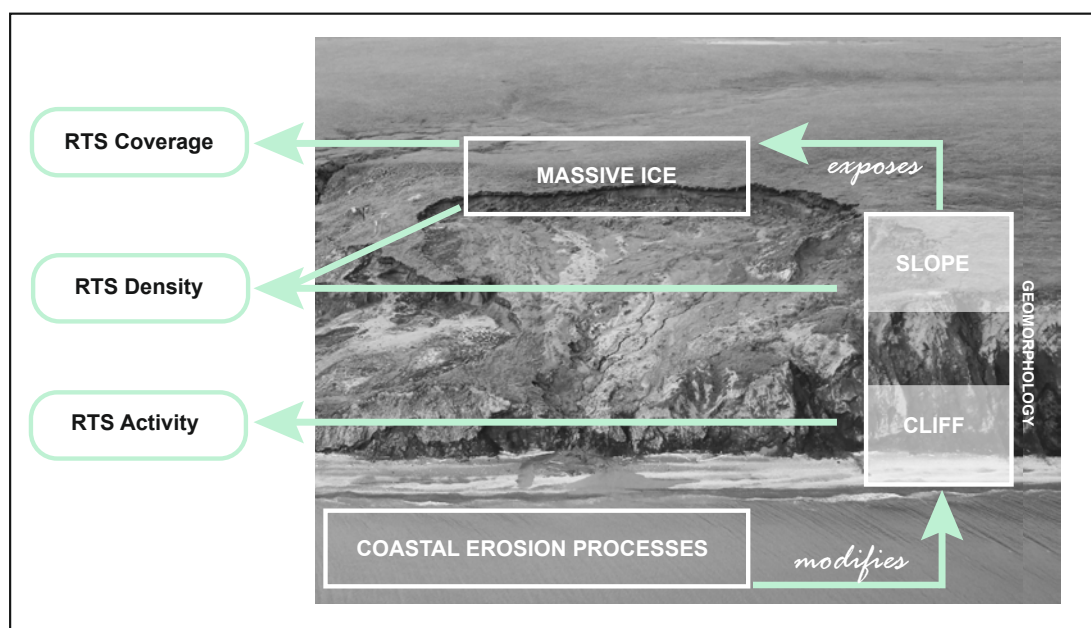 RTS Coverage
MASSIVE ICE
exposes
RTS Density
SLOPE
GEOMORPHOLOGY
RTS Activity
CLIFF
COASTAL EROSION PROCESSES
modifies